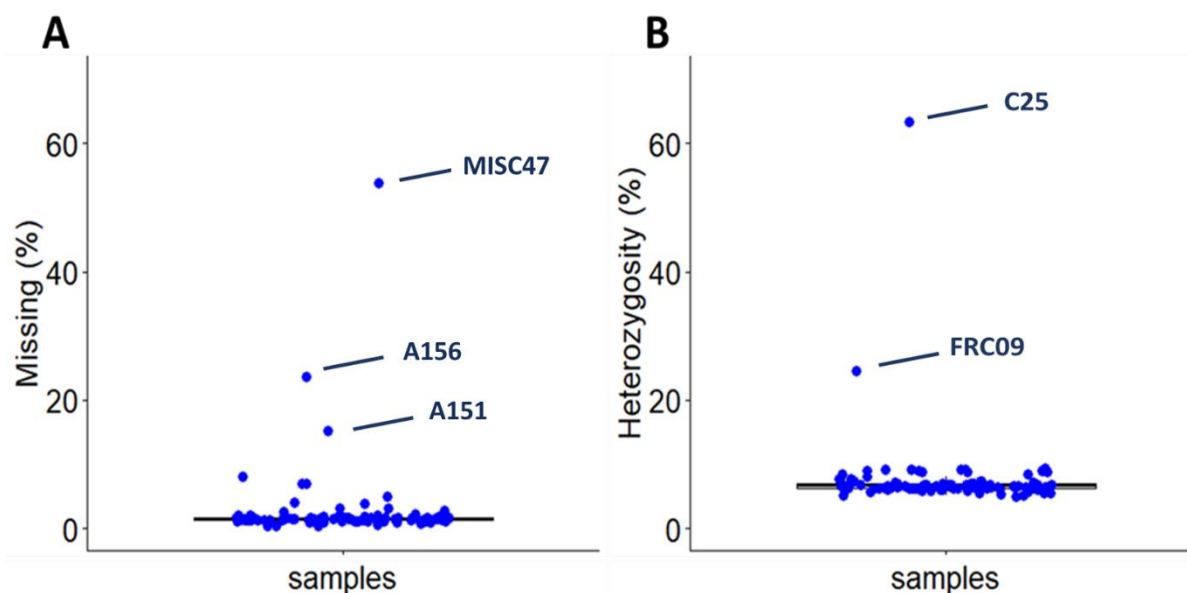 A
Missing (%)
60
40
20
0
MISC47
A156
A151
samples
B
Heterozygosity (%)
60
40
20
0
C25
FRC09
samples